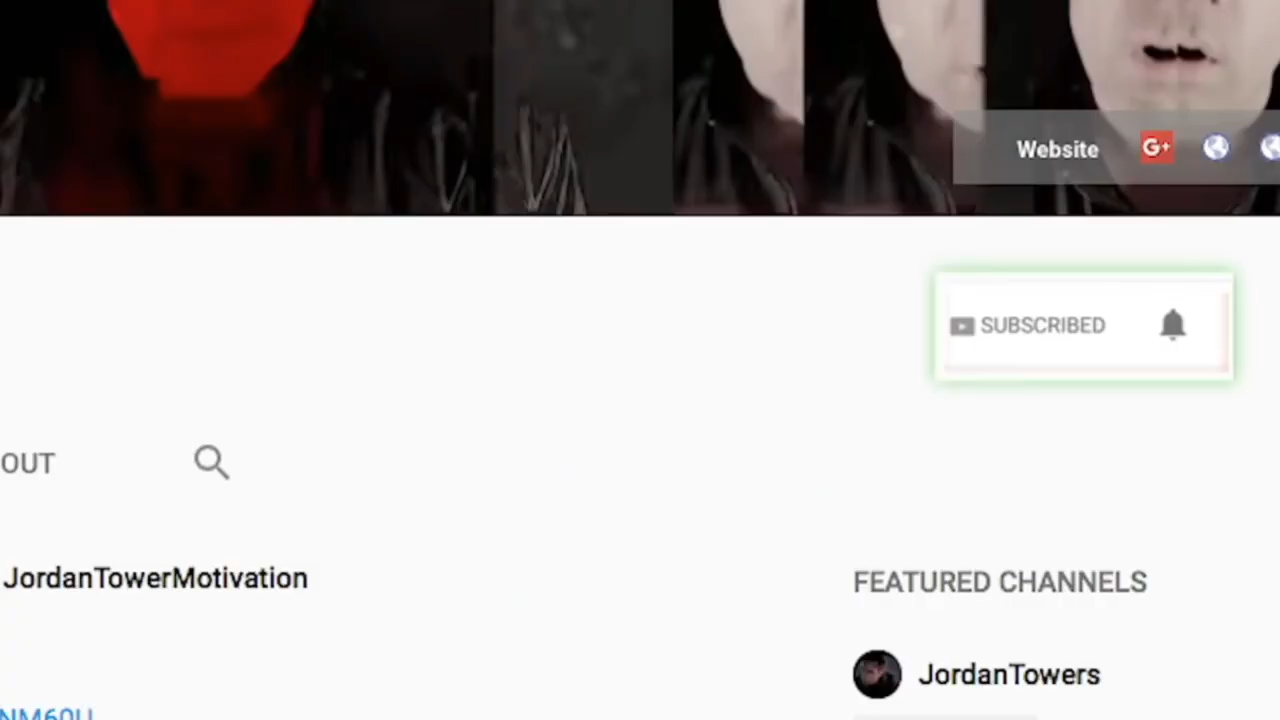 Website G+
SUBSCRIBED
OUT
JordanTowerMotivation
FEATURED CHANNELS
JordanTowers